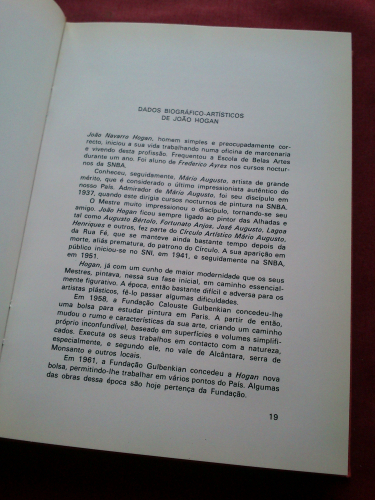 DADOS BIOGRÁFICO-ARTÍSTICOS
DE JOÃO HOGAN
João Navarro Hogan, homem simples e preocupadamente cor-
recto, iniciou a sua vida trabalhando numa oficina de marcenaria
e vivendo desta profissão. Frequentou a Escola de Belas Artes
durante um ano. Foi aluno de Frederico Ayres nos cursos noctur-
nos da SNBA.
Conheceu, seguidamente, Mário Augusto, artista de grande
mérito, que é considerado o último impressionista autêntico do
nosso País. Admirador de Mário Augusto, foi seu discípulo em
1937, quando este dirigia cursos nocturnos de pintura na SNBA.
O Mestre muito impressionou o discípulo, tornando-se seu
amigo. João Hogan ficou sempre ligado ao pintor das Alhadas e
tal como Augusto Bértolo, Fortunato Anjos, José Augusto, Lagoa
Henriques e outros, fez parte do Círculo Artístico Mário Augusto,
da Rua Fé, que se manteve ainda bastante tempo depois da
morte, aliás prematura, do patrono do Círculo. A sua aparição em
público iniciou-se no SNI, em 1941, e seguidamente na SNBA,
em 1951.
Hogan, já com um cunho de maior modernidade que os seus
Mestres, pintava, nessa sua fase inicial, em caminho essencial-
mente figurativo. A época, então bastante difícil e adversa para os
artistas plásticos, fê-lo passar algumas dificuldades.
Em 1958, a Fundação Calouste Gulbenkian concedeu-lhe
uma bolsa para estudar pintura em Paris. A partir de então,
mudou o rumo e características da sua arte, criando um caminho
próprio inconfundível, baseado em superfícies e volumes simplifi-
cados. Executa os seus trabalhos em contacto com a natureza,
especialmente, e segundo ele, no vale de Alcântara, serra de
Monsanto e outros locais.
Em 1961, a Fundação Gulbenkian concedeu a Hogan nova
bolsa, permitindo-lhe trabalhar em vários pontos do País. Algumas
das obras dessa época são hoje pertença da Fundação.
19